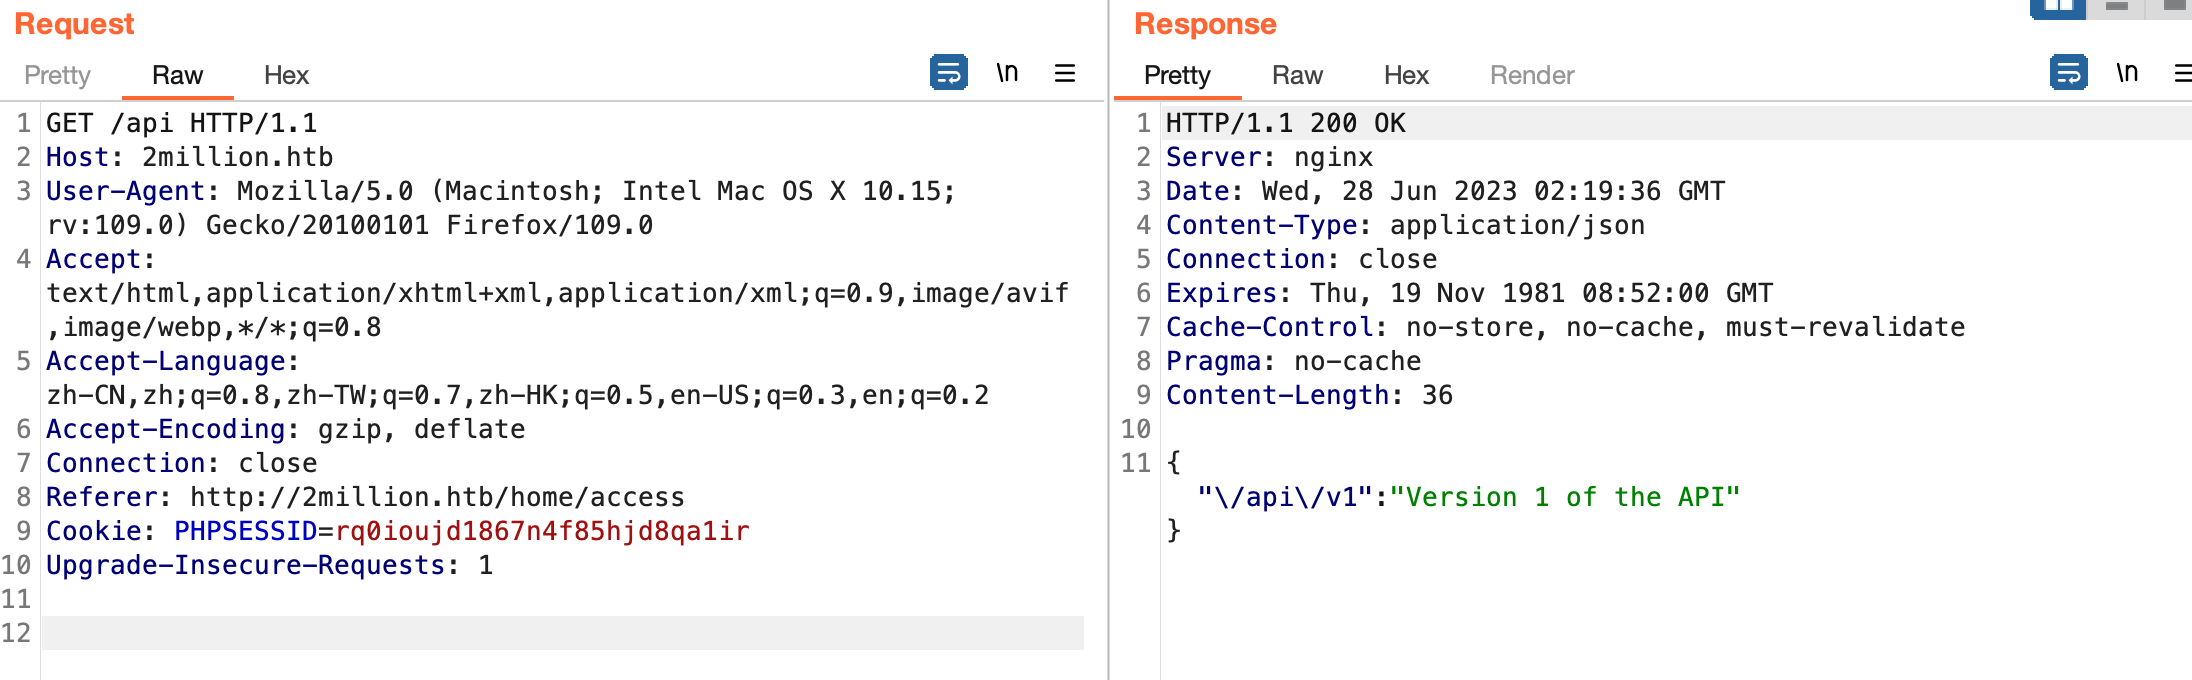 Request
Pretty Raw Hex \n
1 GET /api HTTP/1.1
2 Host: 2million.htb
3 User-Agent: Mozilla/5.0 (Macintosh; Intel Mac OS X 10.15;
rv:109.0) Gecko/20100101 Firefox/109.0
4 Accept:
text/html,application/xhtml+xml,application/xml;q=0.9,image/avif
,image/webp,*/*;q=0.8
5 Accept-Language:
zh-CN,zh;q=0.8,zh-TW;q=0.7,zh-HK;q=0.5,en-US;q=0.3,en;q=0.2
6 Accept-Encoding: gzip, deflate
7 Connection: close
8 Referer: http://2million.htb/home/access
9 Cookie: PHPSESSID=rq0ioujd1867n4f85hjd8qa1ir
10 Upgrade-Insecure-Requests: 1
11
12
Response
Pretty Raw Hex Render \n
1 HTTP/1.1 200 OK
2 Server: nginx
3 Date: Wed, 28 Jun 2023 02:19:36 GMT
4 Content-Type: application/json
5 Connection: close
6 Expires: Thu, 19 Nov 1981 08:52:00 GMT
7 Cache-Control: no-store, no-cache, must-revalidate
8 Pragma: no-cache
9 Content-Length: 36
10
11 {
"\/api\/v1":"Version 1 of the API"
}